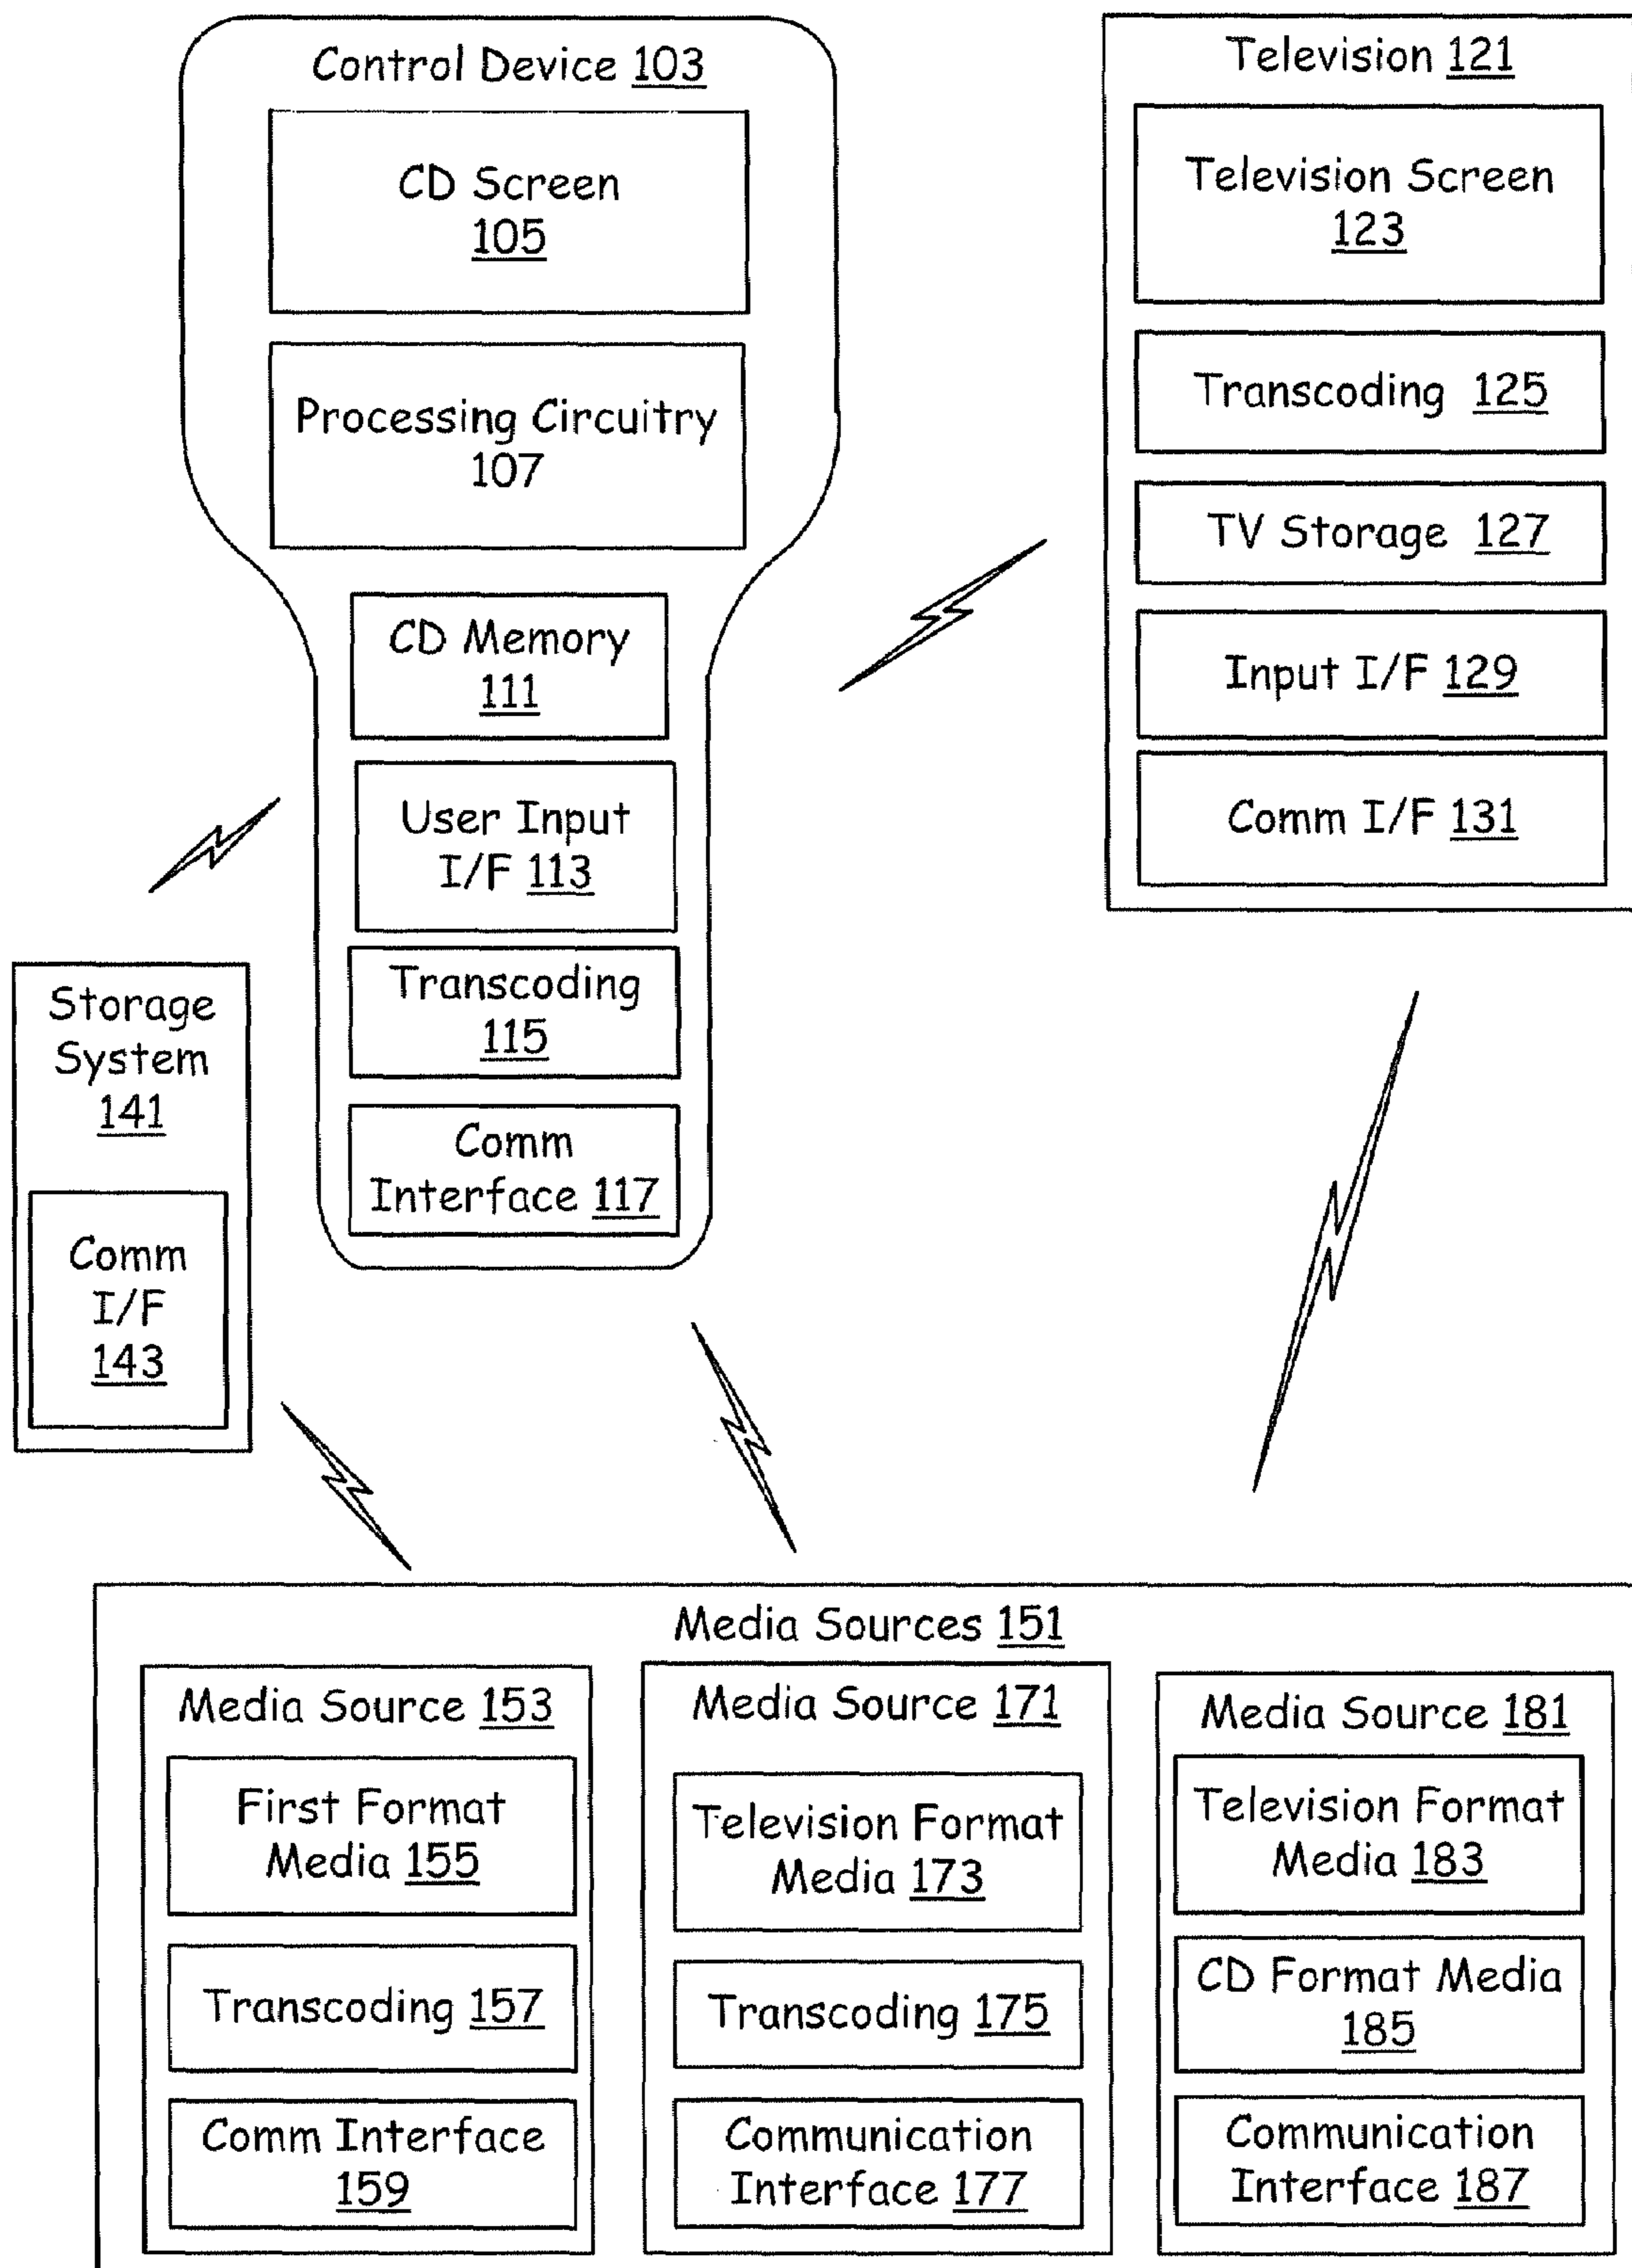 Control Device 103
CD Screen
105
Processing Circuitry
107
CD Memory
111
User Input
I/F 113
Transcoding
115
Comm
Interface 117
Television 121
Television Screen
123
Transcoding 125
TV Storage 127
Input I/F 129
Comm I/F 131
Storage
System
141
Comm
I/F
143
Media Sources 151
Media Source 153
First Format
Media 155
Transcoding 157
Comm Interface
159
Media Source 171
Television Format
Media 173
Transcoding 175
Communication
Interface 177
Media Source 181
Television Format
Media 183
CD Format Media
185
Communication
Interface 187